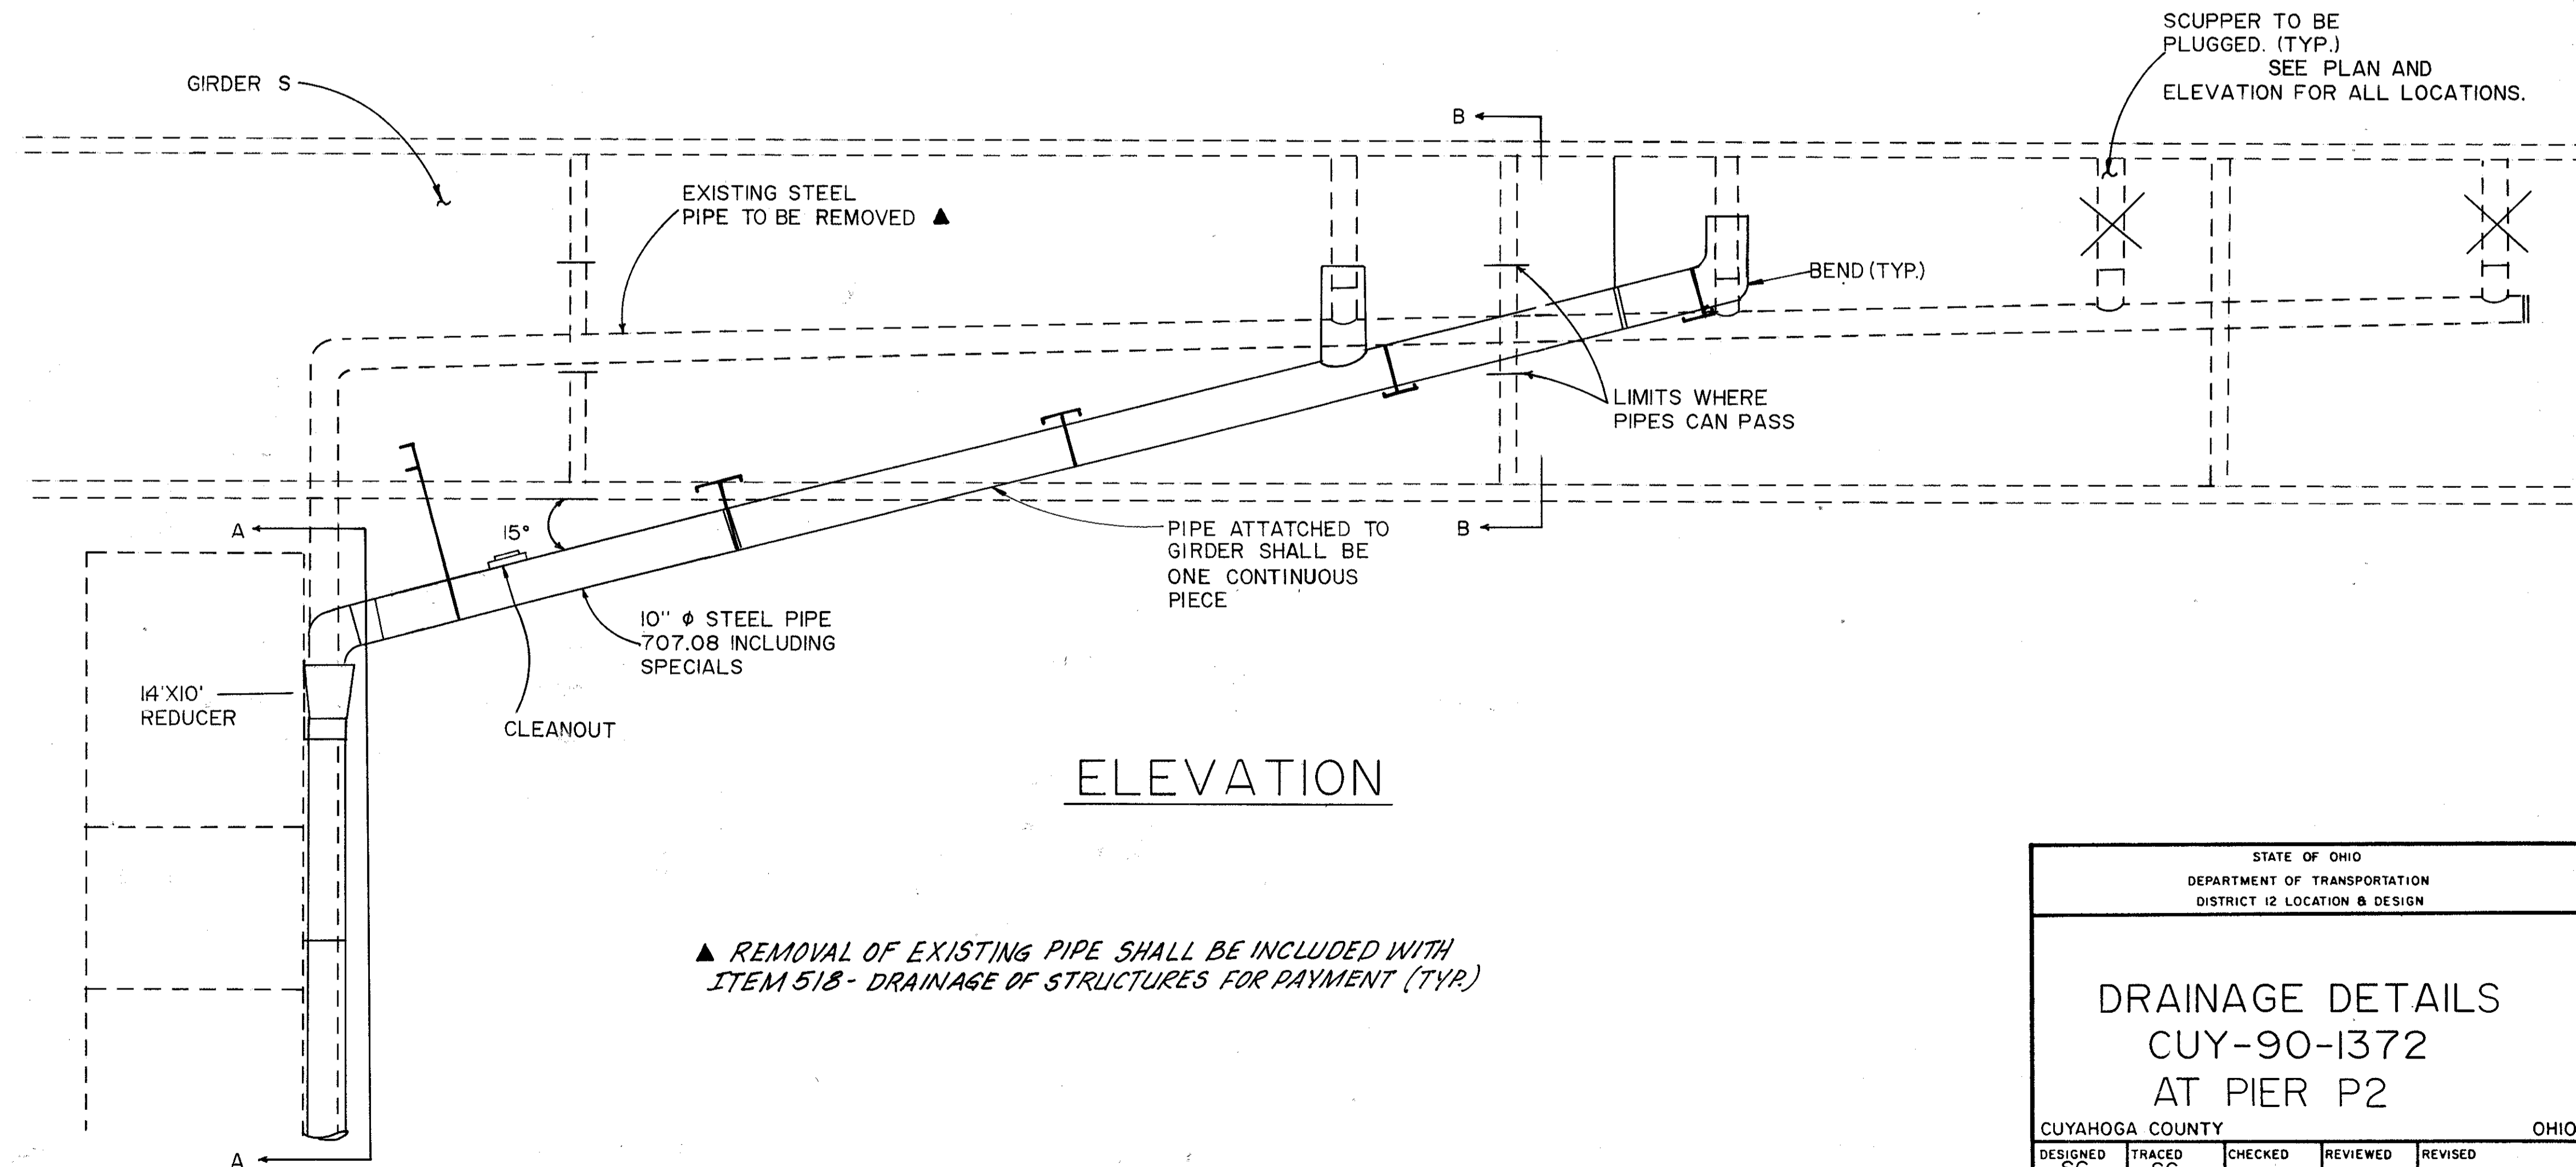 SCUPPER TO BE
PLUGGED. (TYP.)
SEE PLAN AND
ELEVATION FOR ALL LOCATIONS.
GIRDER S
B
EXISTING STEEL
PIPE TO BE REMOVED ▲
BEND (TYP.)
LIMITS WHERE
PIPES CAN PASS
A
15°
B
PIPE ATTATCHED TO
GIRDER SHALL BE
ONE CONTINUOUS
PIECE
10" ϕ STEEL PIPE
707.08 INCLUDING
SPECIALS
14'X10'
REDUCER
CLEANOUT
ELEVATION
▲ REMOVAL OF EXISTING PIPE SHALL BE INCLUDED WITH
ITEM 518 - DRAINAGE OF STRUCTURES FOR PAYMENT (TYP.)
A
STATE OF OHIO
DEPARTMENT OF TRANSPORTATION
DISTRICT 12 LOCATION & DESIGN
DRAINAGE DETAILS
CUY-90-1372
AT PIER P2
CUYAHOGA COUNTY OHIO
DESIGNED TRACED CHECKED REVIEWED REVISED